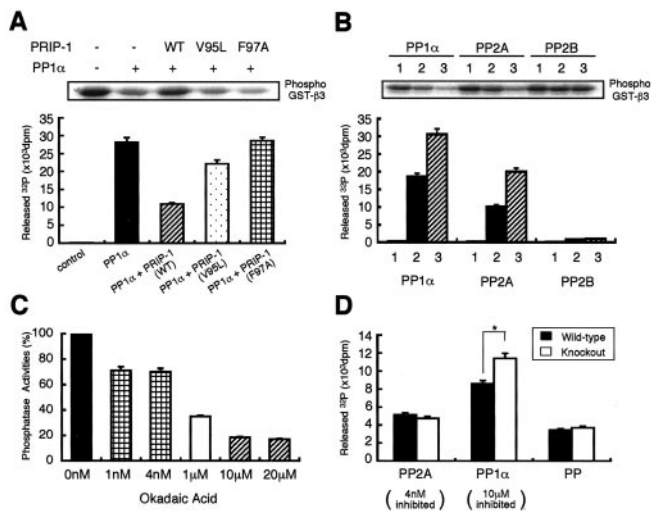 A
PRIP-1 - - WT V95L F97A
PP1α - + + + +
Phospho
GST-β3
Released ³²P (x10³dpm)
35
30
25
20
15
10
5
0
control
PP1α
PP1α + PRIP-1
(WT)
PP1α + PRIP-1
(V95L)
PP1α + PRIP-1
(F97A)
B
PP1α PP2A PP2B
1 2 3 1 2 3 1 2 3
Phospho
GST-β3
Released ³²P (x10³dpm)
35
30
25
20
15
10
5
0
1 2 3 1 2 3 1 2 3
PP1α PP2A PP2B
C
Phosphatase Activities (%)
100
80
60
40
20
0
0nM 1nM 4nM 1μM 10μM 20μM
Okadaic Acid
D
Released ³²P (x10³dpm)
14
12
10
8
6
4
2
0
*
Wild-type
Knockout
PP2A PP1α PP
(4nM inhibited) (10μM inhibited)